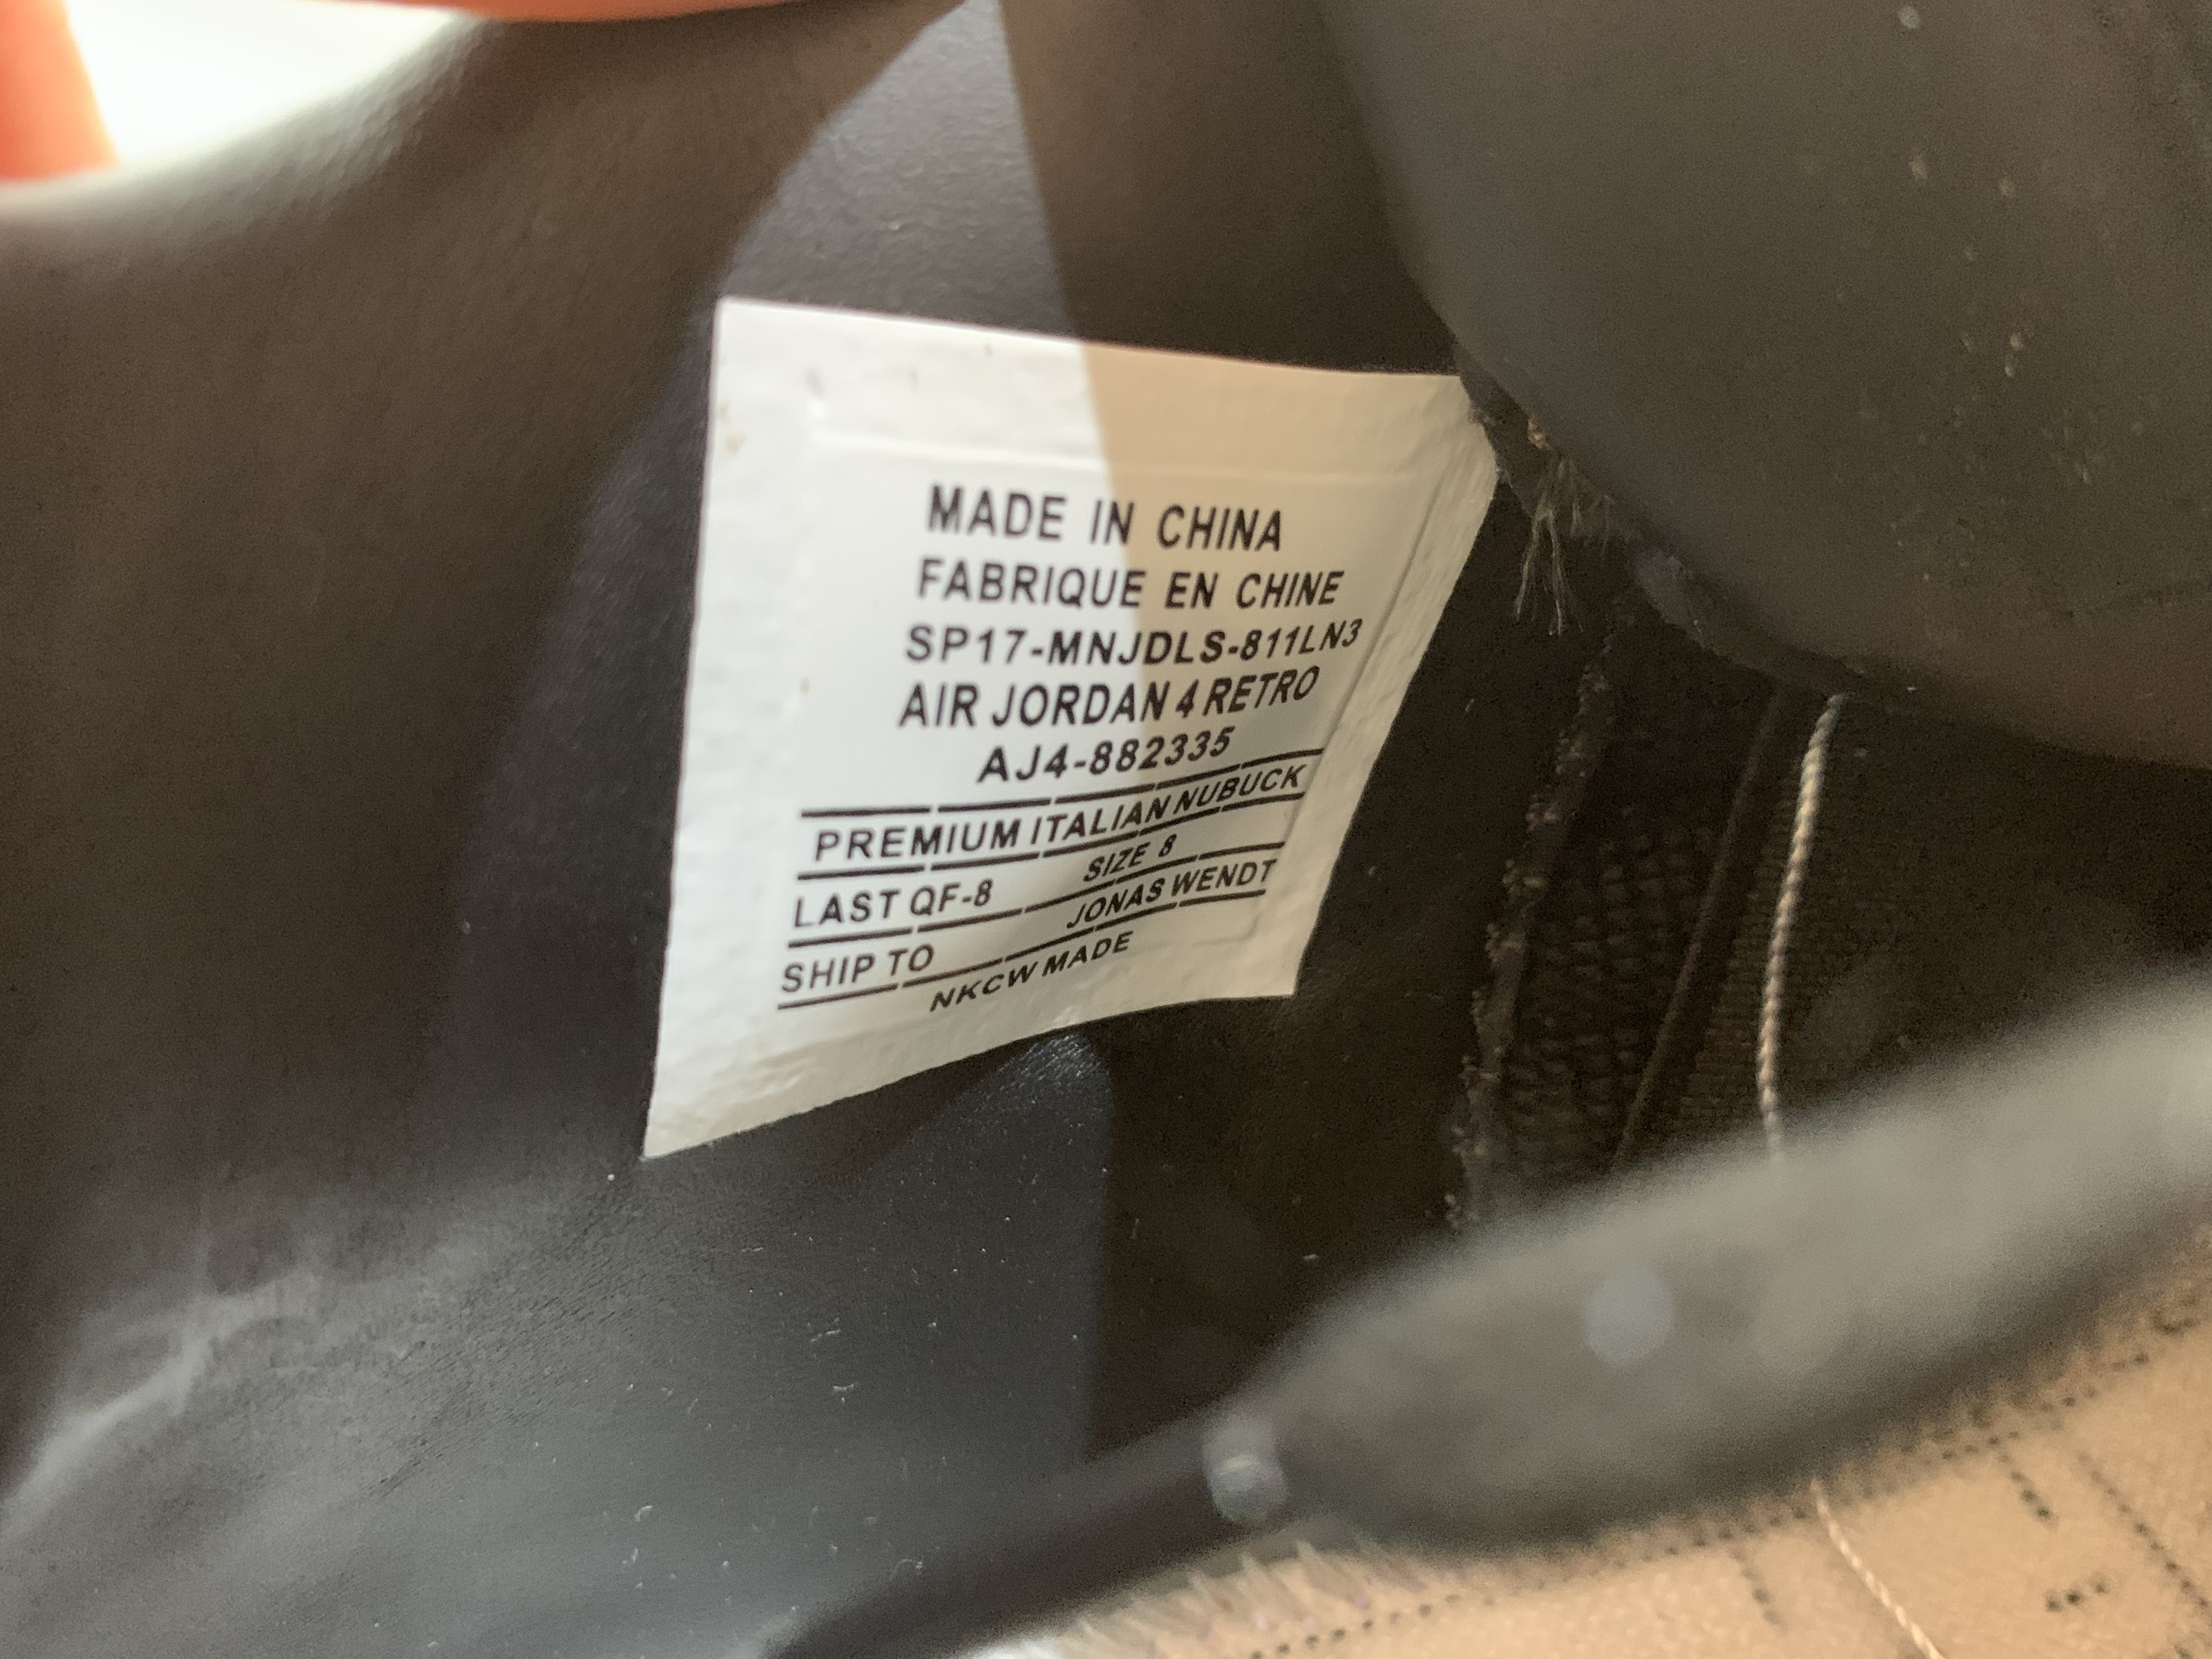 MADE IN CHINA
FABRIQUE EN CHINE
SP17-MNJDLS-811LN3
AIR JORDAN 4 RETRO
AJ4-882335
PREMIUM ITALIAN NUBUCK
LAST QF-8 SIZE 8
SHIP TO JONAS WENDT
NKCW MADE